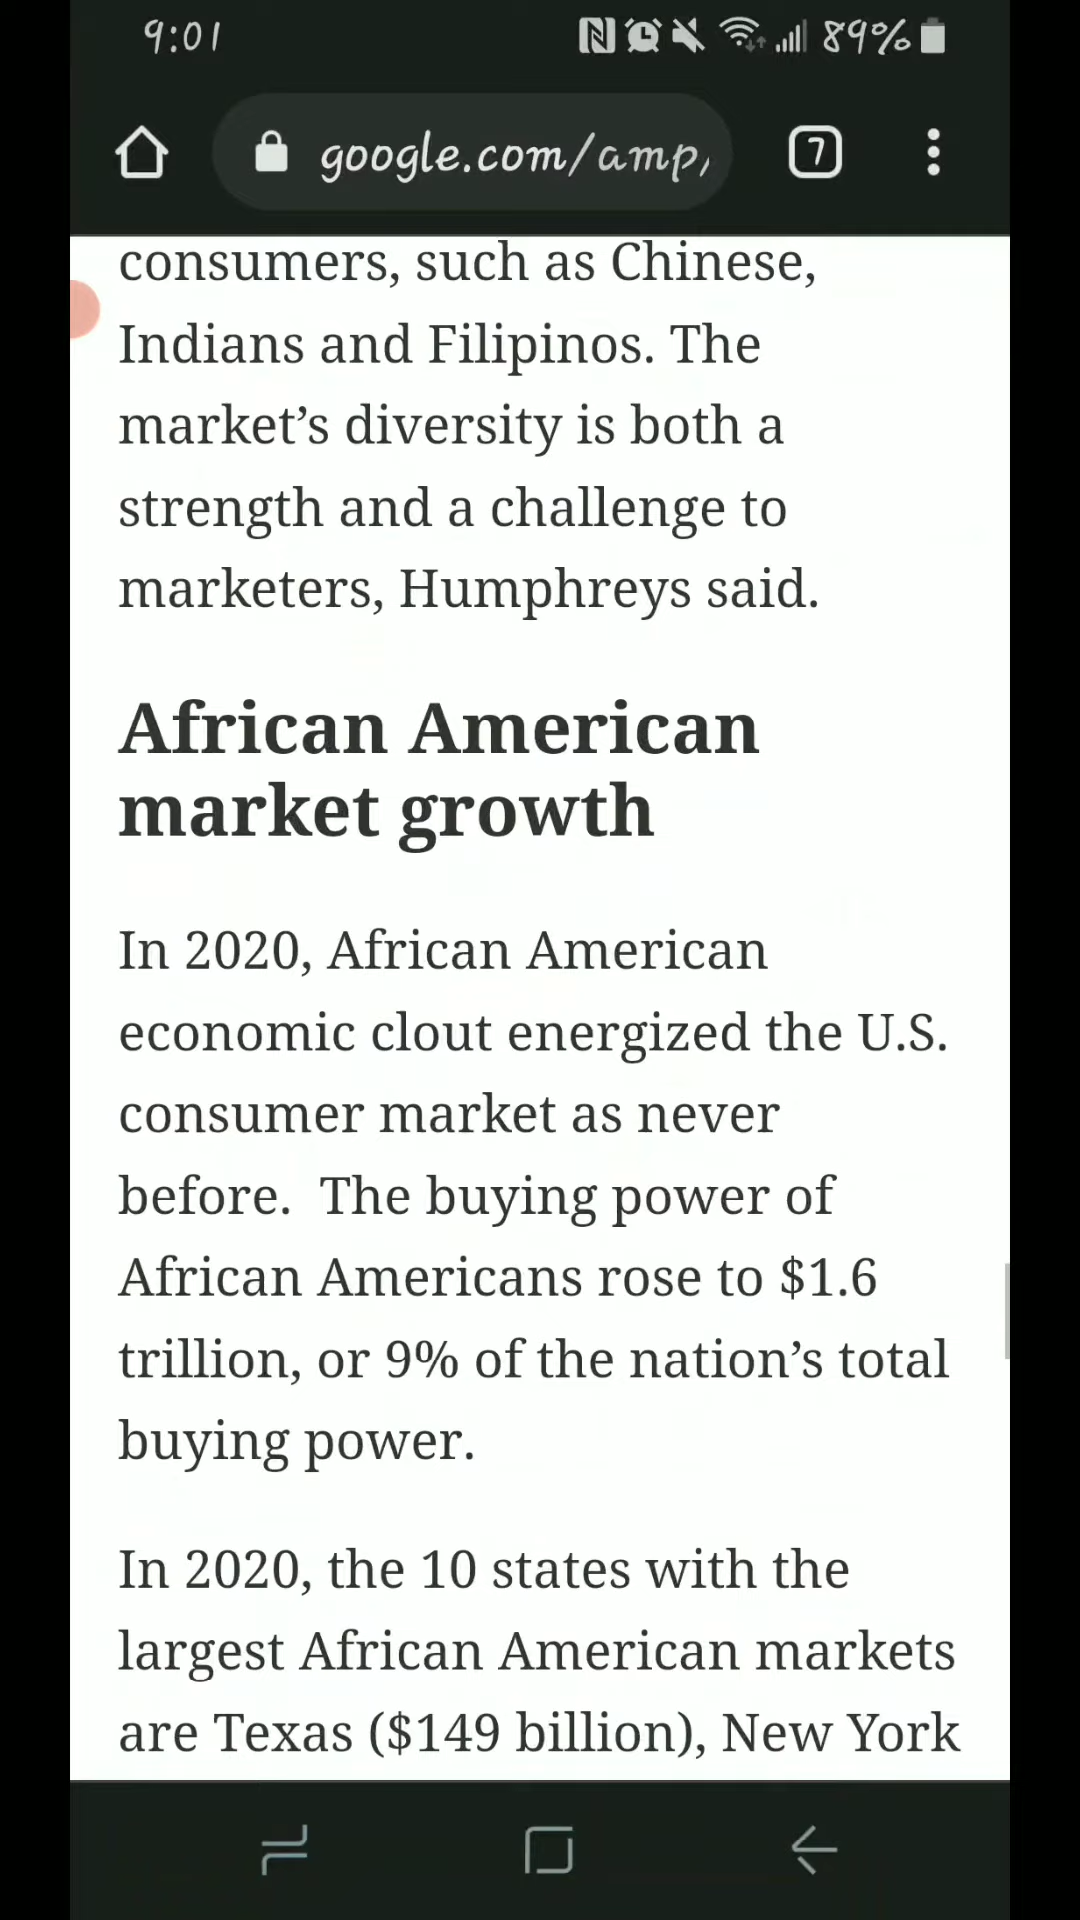 9:01 89%
google.com/amp/ 7
consumers, such as Chinese,
Indians and Filipinos. The
market’s diversity is both a
strength and a challenge to
marketers, Humphreys said.
African American
market growth
In 2020, African American
economic clout energized the U.S.
consumer market as never
before.  The buying power of
African Americans rose to $1.6
trillion, or 9% of the nation’s total
buying power.
In 2020, the 10 states with the
largest African American markets
are Texas ($149 billion), New York